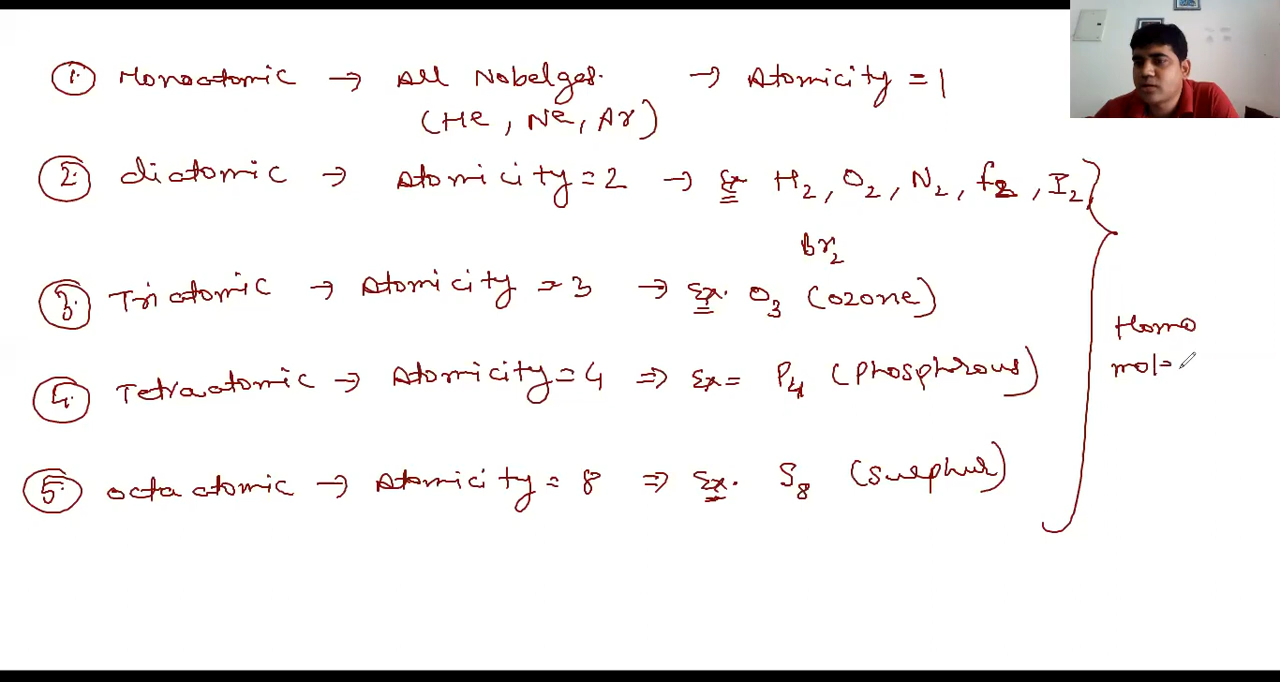 ① Monoatomic → All Nobelgas. → Atomicity = 1
(He, Ne, Ar)
② diatomic → Atomicity = 2 → Ex H₂, O₂, N₂, f₂, I₂
br₂
③ Triatomic → Atomicity = 3 → Ex. O₃ (ozone)
④ Tetraatomic → Atomicity = 4 ⇒ Ex = P₄ (Phosphrous)
⑤ octaatomic → Atomicity = 8 ⇒ Ex. S₈ (Sulphur)
Homo
mole